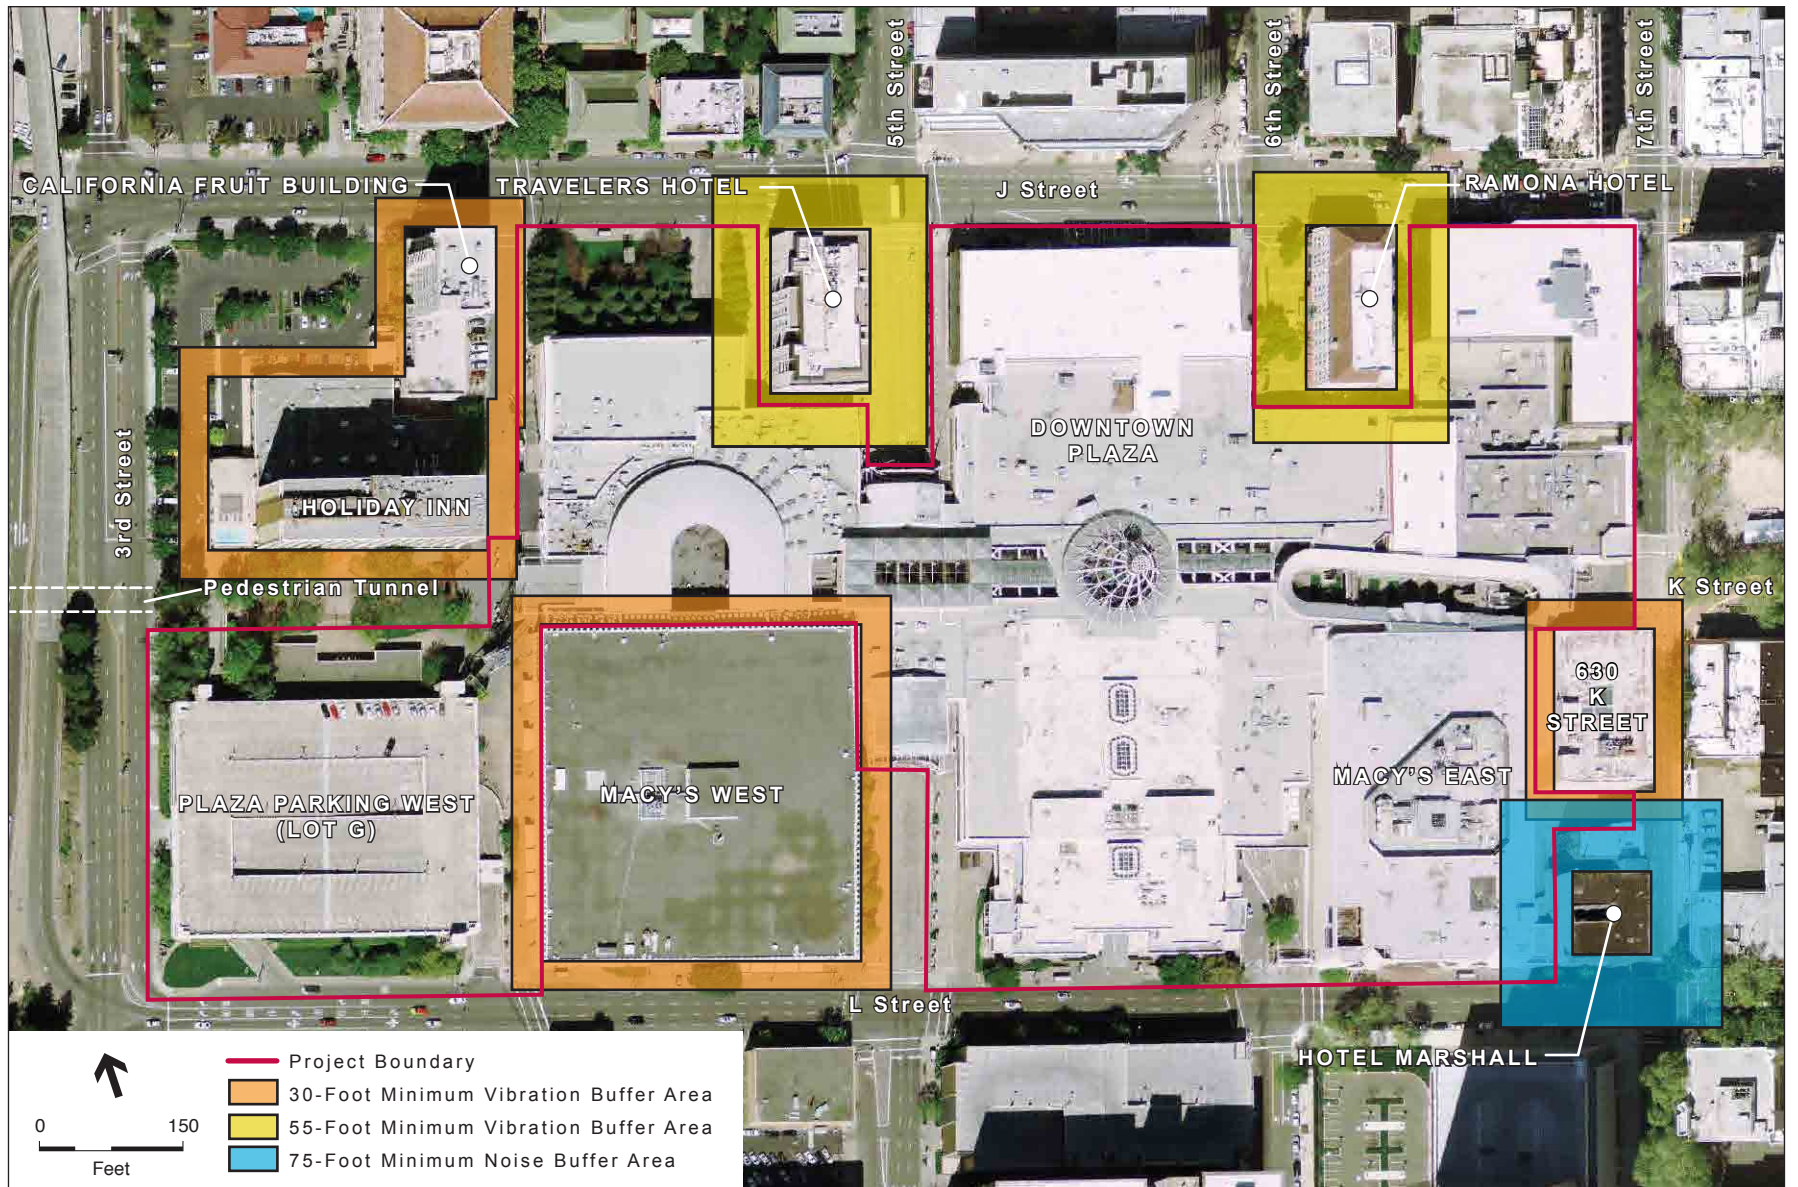 5th Street
6th Street
7th Street
CALIFORNIA FRUIT BUILDING
TRAVELERS HOTEL
J Street
RAMONA HOTEL
DOWNTOWN
PLAZA
3rd Street
HOLIDAY INN
Pedestrian Tunnel
K Street
630
K
STREET
MACY'S EAST
MACY'S WEST
PLAZA PARKING WEST
(LOT G)
L Street
HOTEL MARSHALL
Project Boundary
30-Foot Minimum Vibration Buffer Area
55-Foot Minimum Vibration Buffer Area
75-Foot Minimum Noise Buffer Area
0 150
Feet